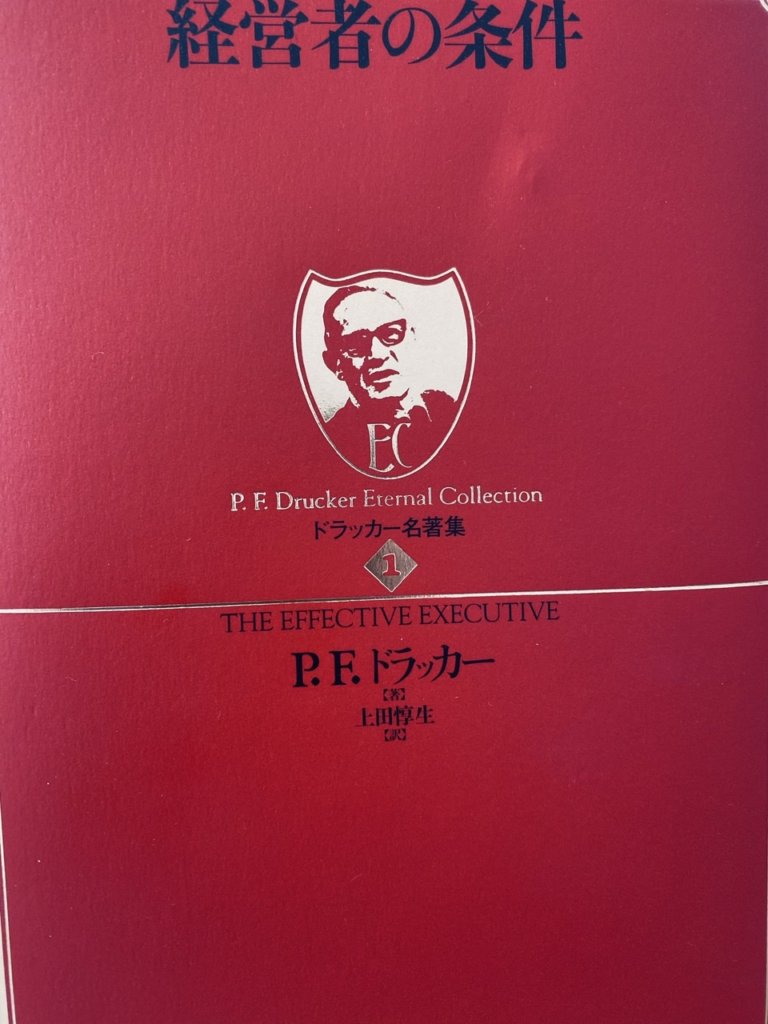 経営者の条件
EC
P. F. Drucker Eternal Collection
ドラッカー名著集
1
THE EFFECTIVE EXECUTIVE
P. F. ドラッカー
【著】
上田惇生
【訳】